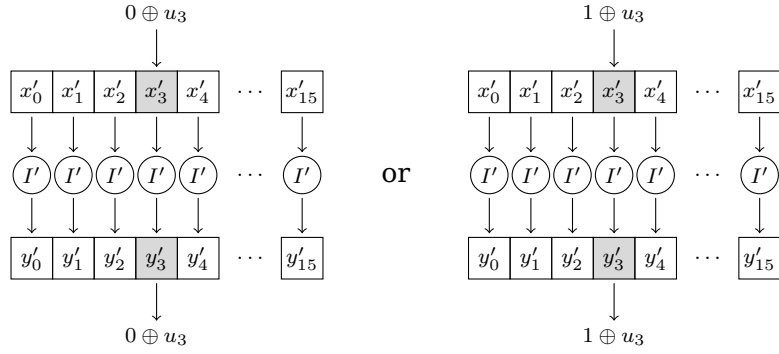 0 ⊕ u₃ 1 ⊕ u₃
x′₀ x′₁ x′₂ x′₃ x′₄ ⋯ x′₁₅ x′₀ x′₁ x′₂ x′₃ x′₄ ⋯ x′₁₅
I′ I′ I′ I′ I′ ⋯ I′ or I′ I′ I′ I′ I′ ⋯ I′
y′₀ y′₁ y′₂ y′₃ y′₄ ⋯ y′₁₅ y′₀ y′₁ y′₂ y′₃ y′₄ ⋯ y′₁₅
0 ⊕ u₃ 1 ⊕ u₃